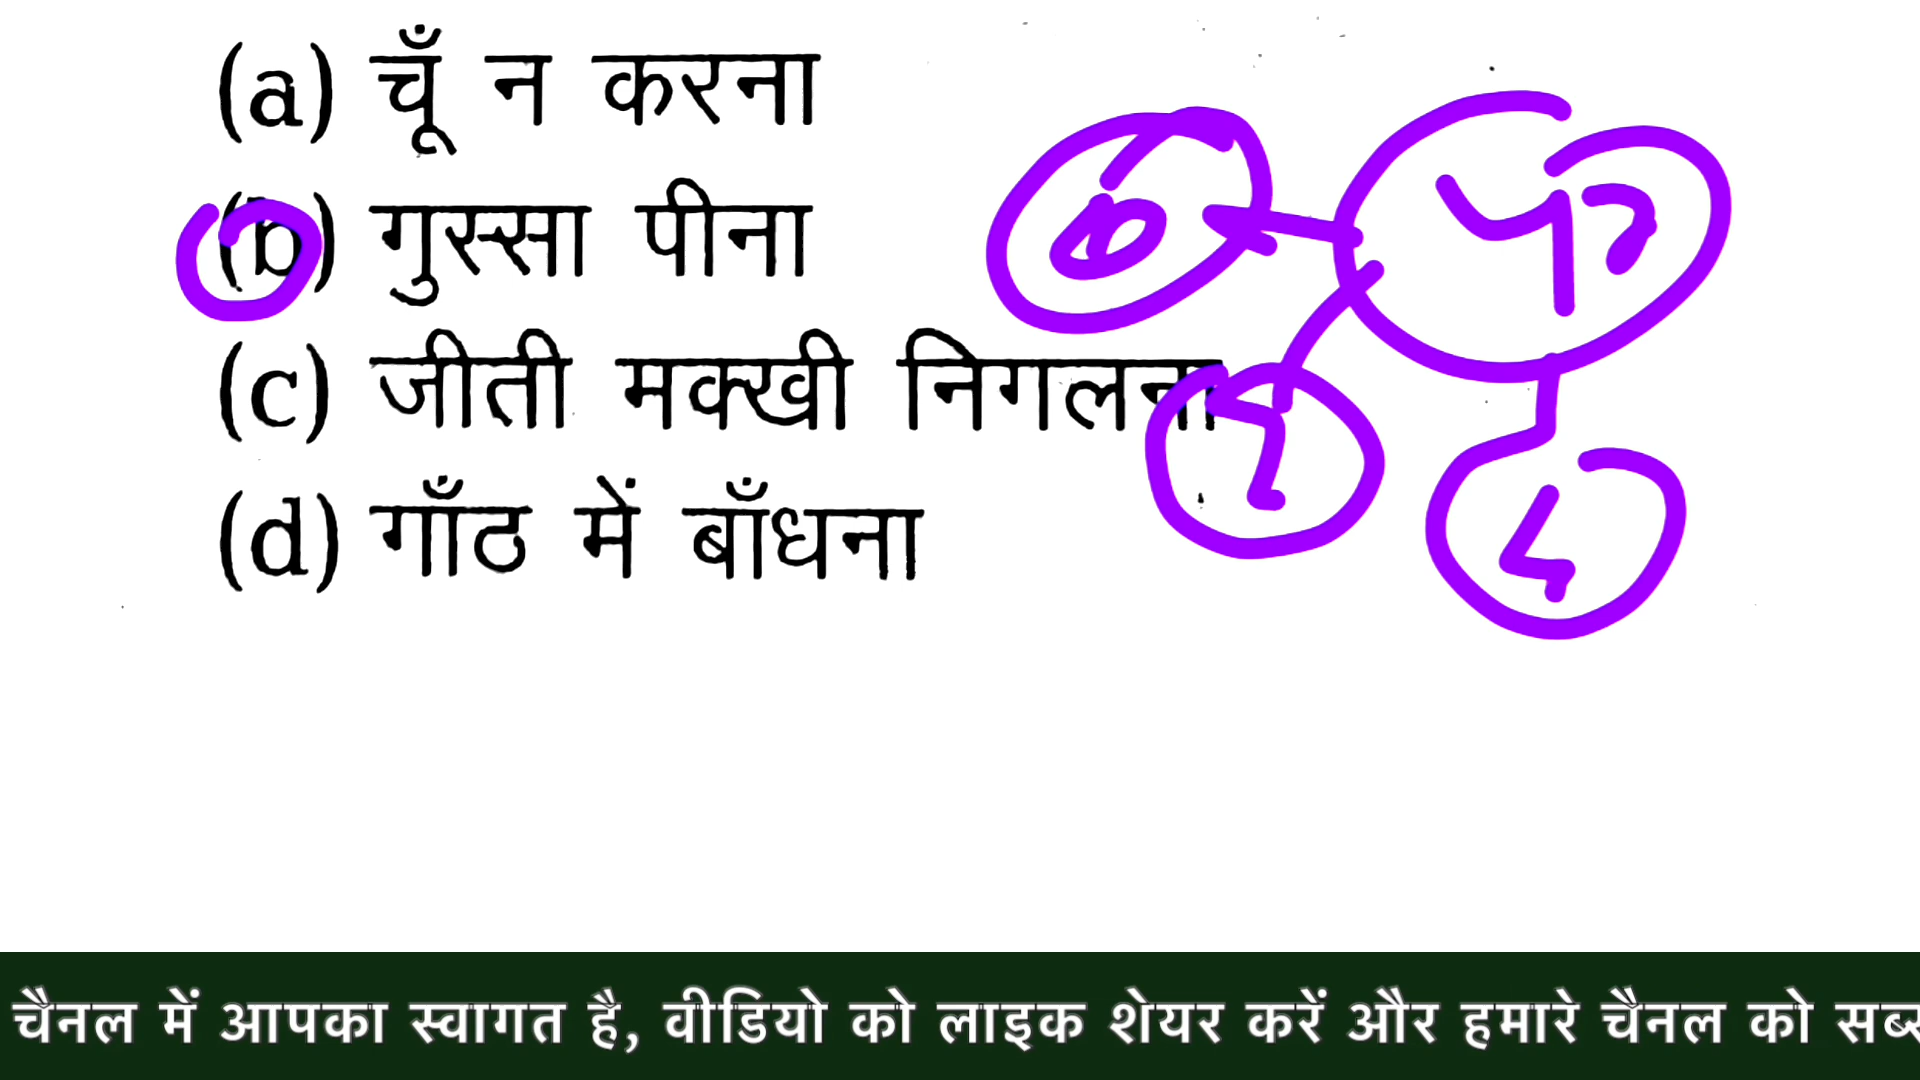 (a) चूँ न करना
(b) गुस्सा पीना
(c) जीती मक्खी निगलना
(d) गाँठ में बाँधना
चैनल में आपका स्वागत है, वीडियो को लाइक शेयर करें और हमारे चैनल को